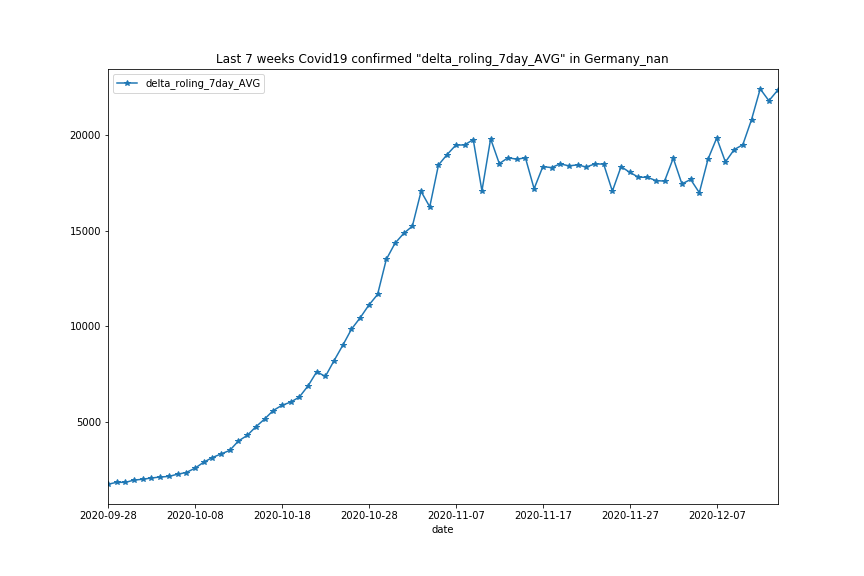 Last 7 weeks Covid19 confirmed "delta_roling_7day_AVG" in Germany_nan
delta_roling_7day_AVG
20000
15000
10000
5000
2020-09-28 2020-10-08 2020-10-18 2020-10-28 2020-11-07 2020-11-17 2020-11-27 2020-12-07
date